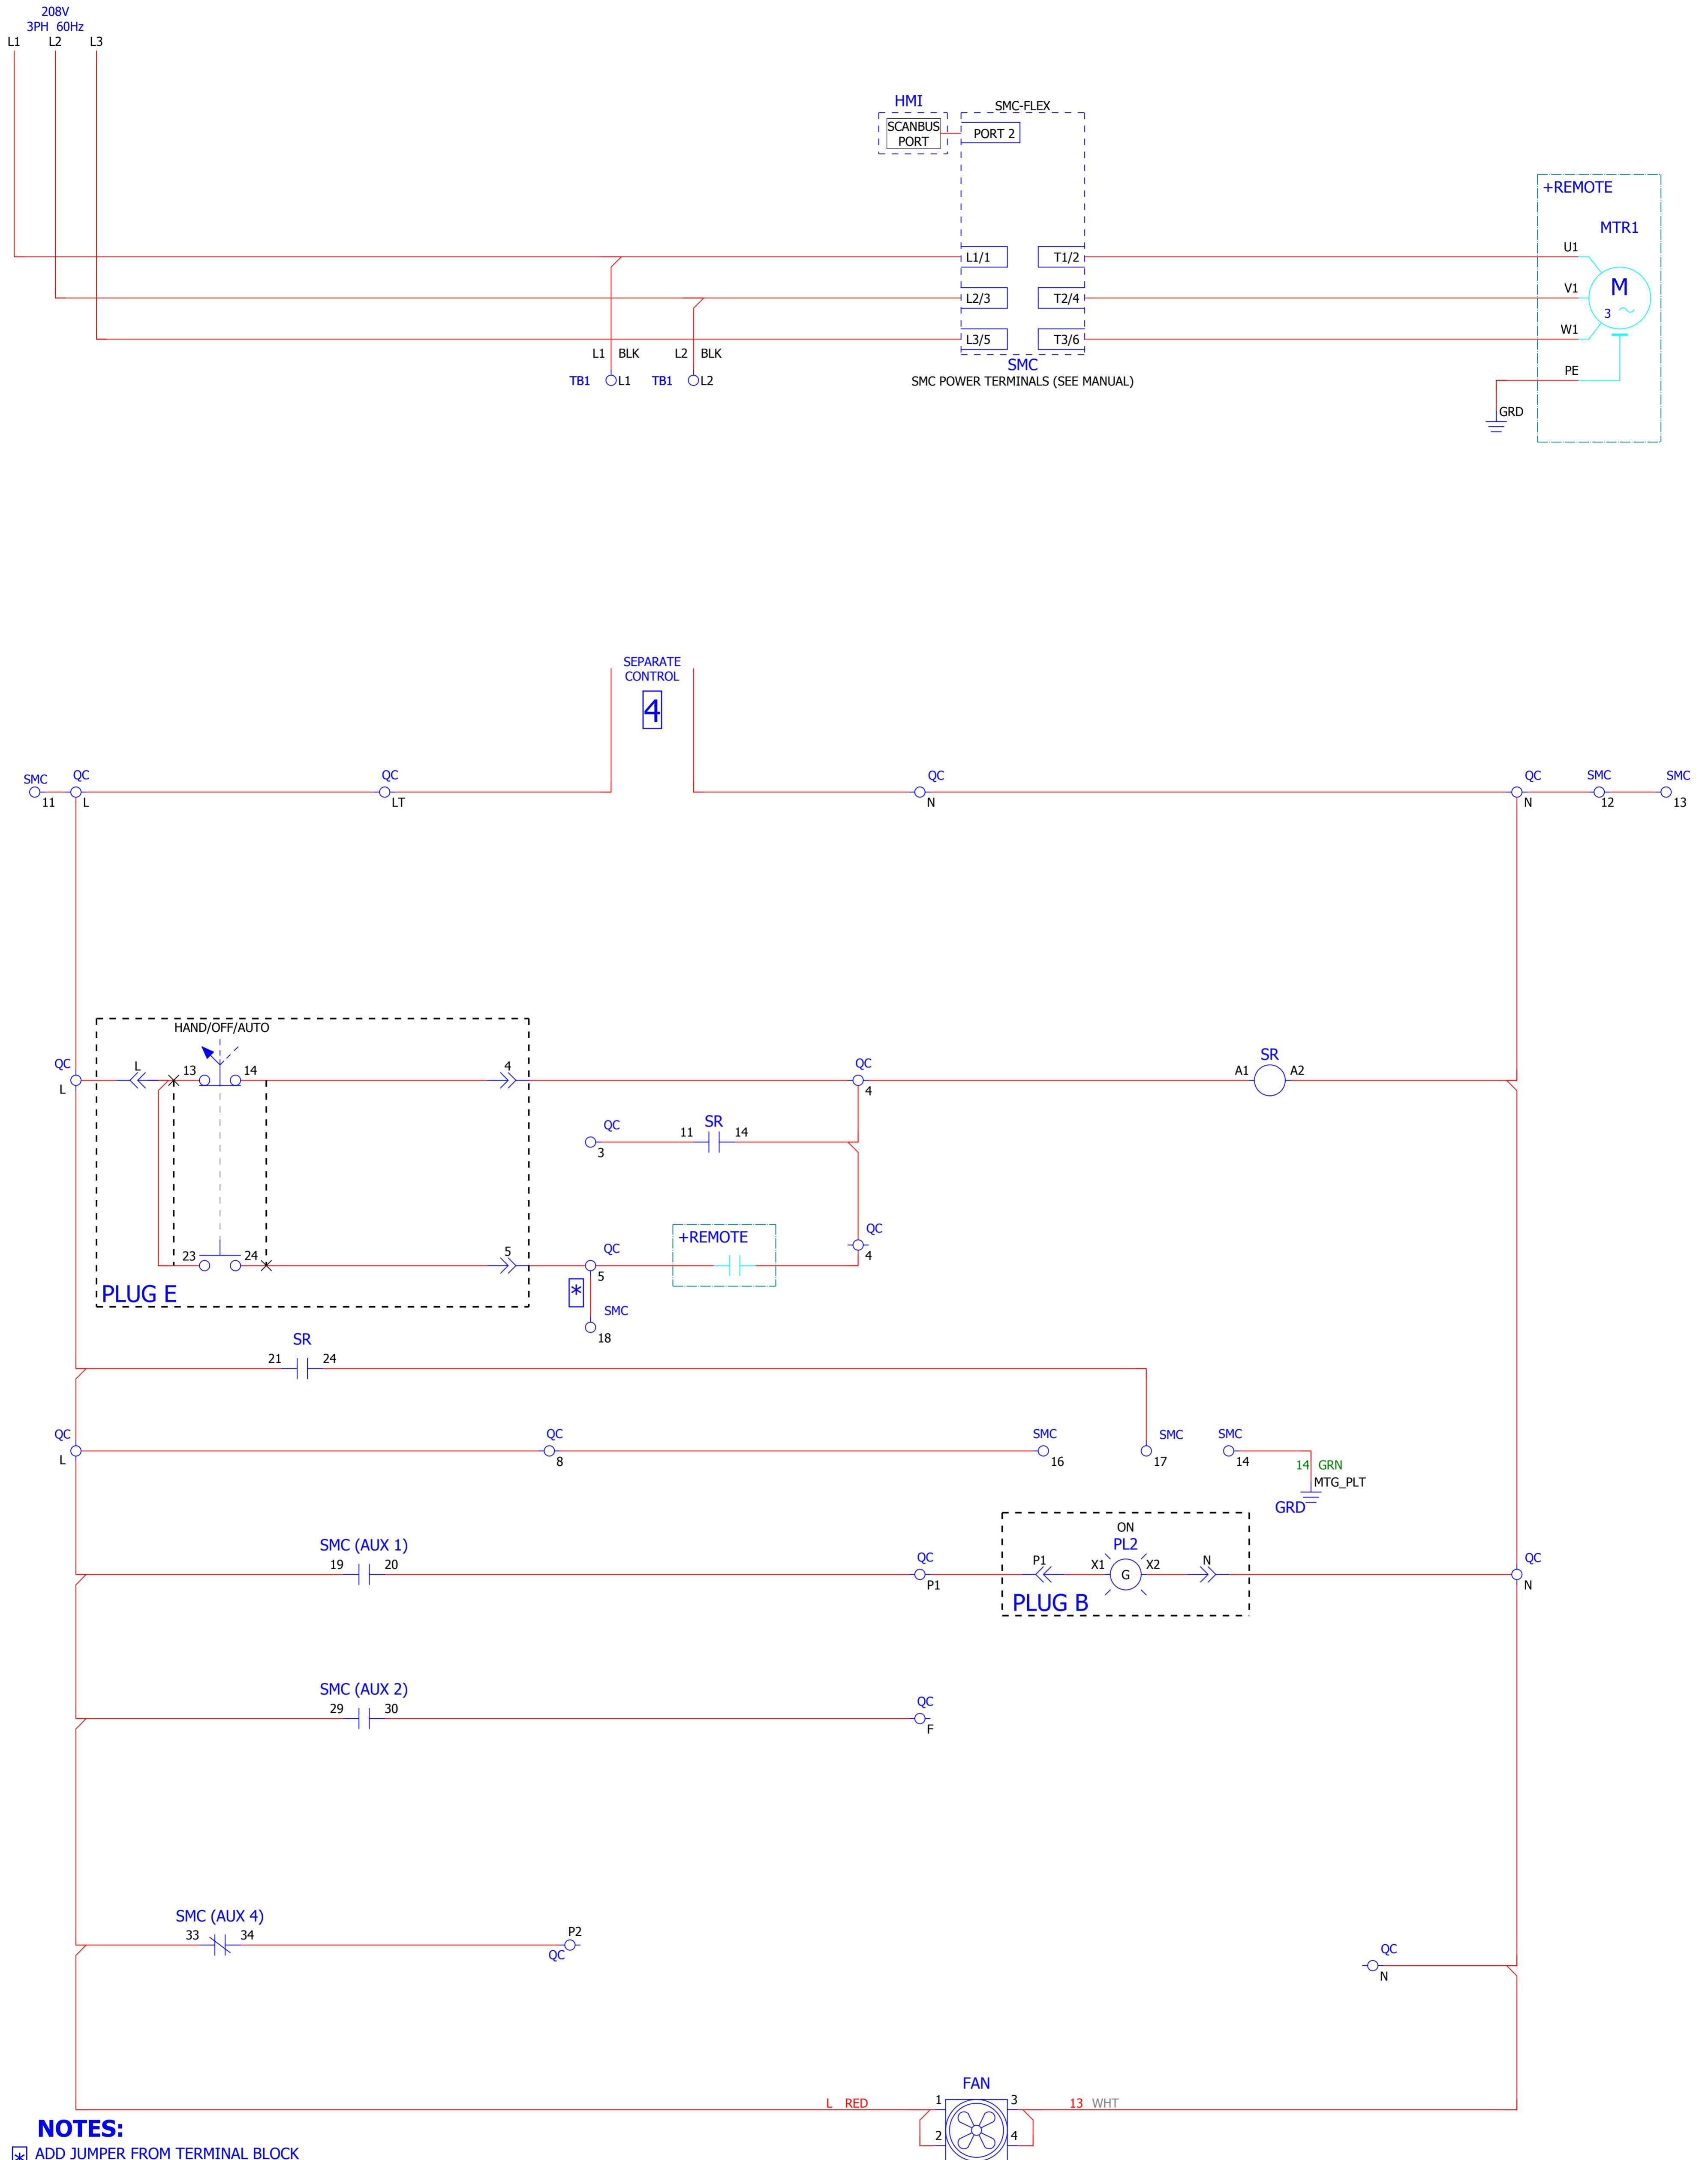 208V
3PH 60Hz
L1 L2 L3
HMI
SCANBUS
PORT
SMC-FLEX
PORT 2
+REMOTE
MTR1
L1/1 T1/2 U1
L2/3 T2/4 V1
M
3
L3/5 T3/6 W1
L1 BLK L2 BLK
SMC
SMC POWER TERMINALS (SEE MANUAL)
TB1 L1 TB1 L2
PE
GRD
SEPARATE
CONTROL
4
SMC QC QC QC QC SMC SMC
11 L LT N N 12 13
HAND/OFF/AUTO
QC L 13 14 4 QC SR
L 4 A1 A2
QC SR
3 11 14
+REMOTE
QC
4
23 24 5 QC
5
PLUG E
*
SMC
18
SR
21 24
QC QC SMC SMC SMC
L 8 16 17 14
14 GRN
MTG_PLT
GRD
ON
PL2
SMC (AUX 1)
19 20 QC P1 X1 G X2 N QC
P1 N
PLUG B
SMC (AUX 2)
29 30 QC
F
SMC (AUX 4)
33 34 P2
QC
QC
N
FAN
L RED 1 3 13 WHT
2 4
NOTES:
* ADD JUMPER FROM TERMINAL BLOCK